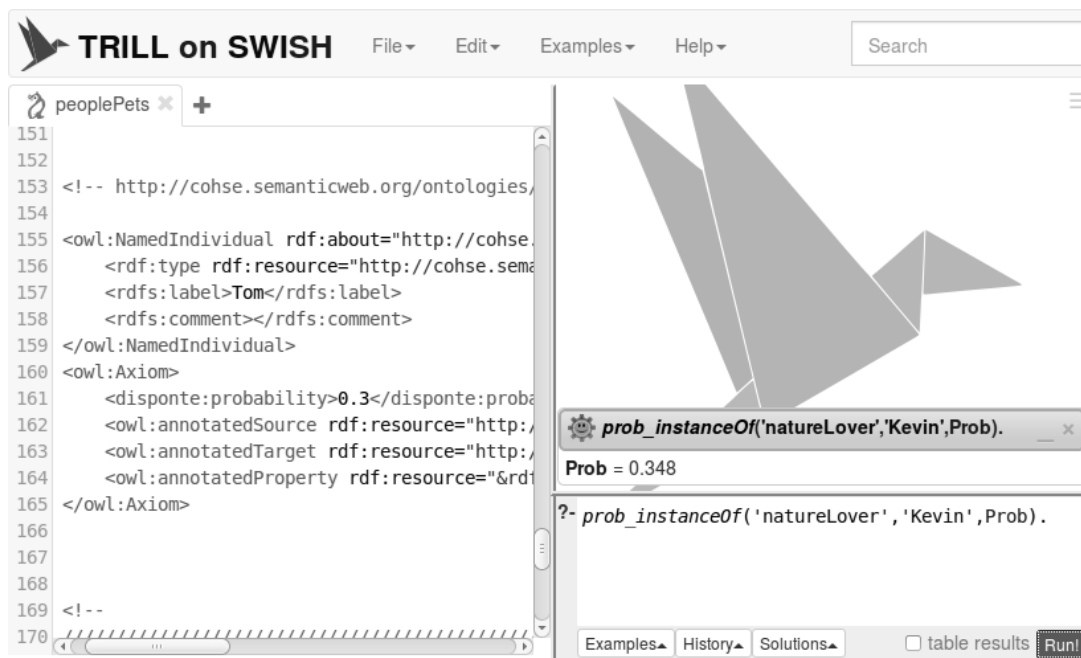 TRILL on SWISH File Edit Examples Help Search
peoplePets
151
152
153 <!-- http://cohse.semanticweb.org/ontologies/
154
155 <owl:NamedIndividual rdf:about="http://cohse.
156 <rdf:type rdf:resource="http://cohse.sema
157 <rdfs:label>Tom</rdfs:label>
158 <rdfs:comment></rdfs:comment>
159 </owl:NamedIndividual>
160 <owl:Axiom>
161 <disponte:probability>0.3</disponte:proba
162 <owl:annotatedSource rdf:resource="http:/
163 <owl:annotatedTarget rdf:resource="http:/
164 <owl:annotatedProperty rdf:resource="&rdf
165 </owl:Axiom>
166
167
168
169 <!--
170 ////////////////////////////////////////////
prob_instanceOf('natureLover','Kevin',Prob).
Prob = 0.348
?- prob_instanceOf('natureLover','Kevin',Prob).
Examples History Solutions table results Run!